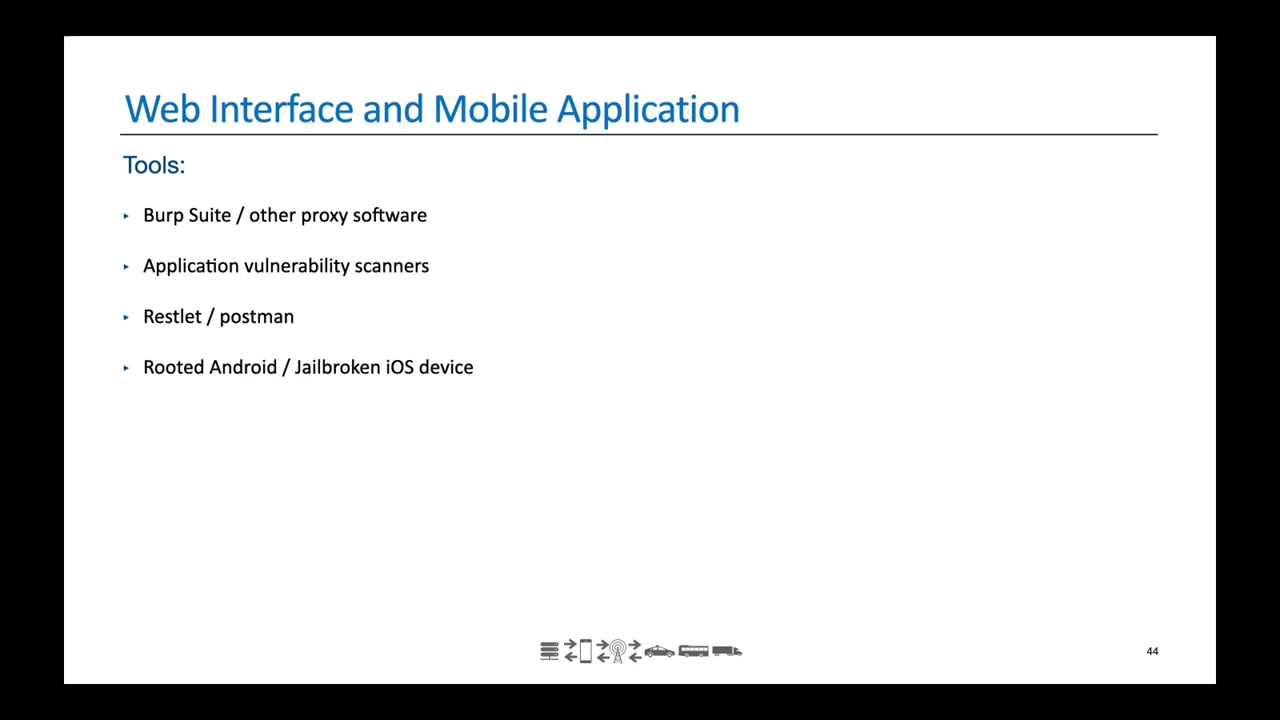 Web Interface and Mobile Application
Tools:
‣ Burp Suite / other proxy software
‣ Application vulnerability scanners
‣ Restlet / postman
‣ Rooted Android / Jailbroken iOS device
44